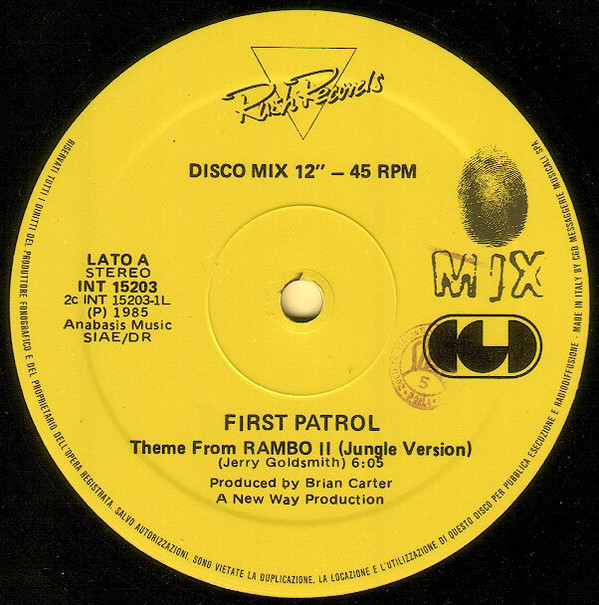 Rush Records
DISCO MIX 12" – 45 RPM
MIX
CGD
LATO A
STEREO
INT 15203
2c INT 15203-1L
(P) 1985
Anabasis Music
SIAE/DR
5
FIRST PATROL
Theme From RAMBO II (Jungle Version)
(Jerry Goldsmith) 6:05
Produced by Brian Carter
A New Way Production
RISERVATI TUTTI I DIRITTI DEL PRODUTTORE FONOGRAFICO E DEL PROPRIETARIO DELL'OPERA REGISTRATA. SALVO AUTORIZZAZIONI, SONO VIETATE LA DUPLICAZIONE, LA LOCAZIONE E L'UTILIZZAZIONE DI QUESTO DISCO PER PUBBLICA ESECUZIONE E RADIODIFFUSIONE - MADE IN ITALY BY CGD MESSAGGERIE MUSICALI SPA